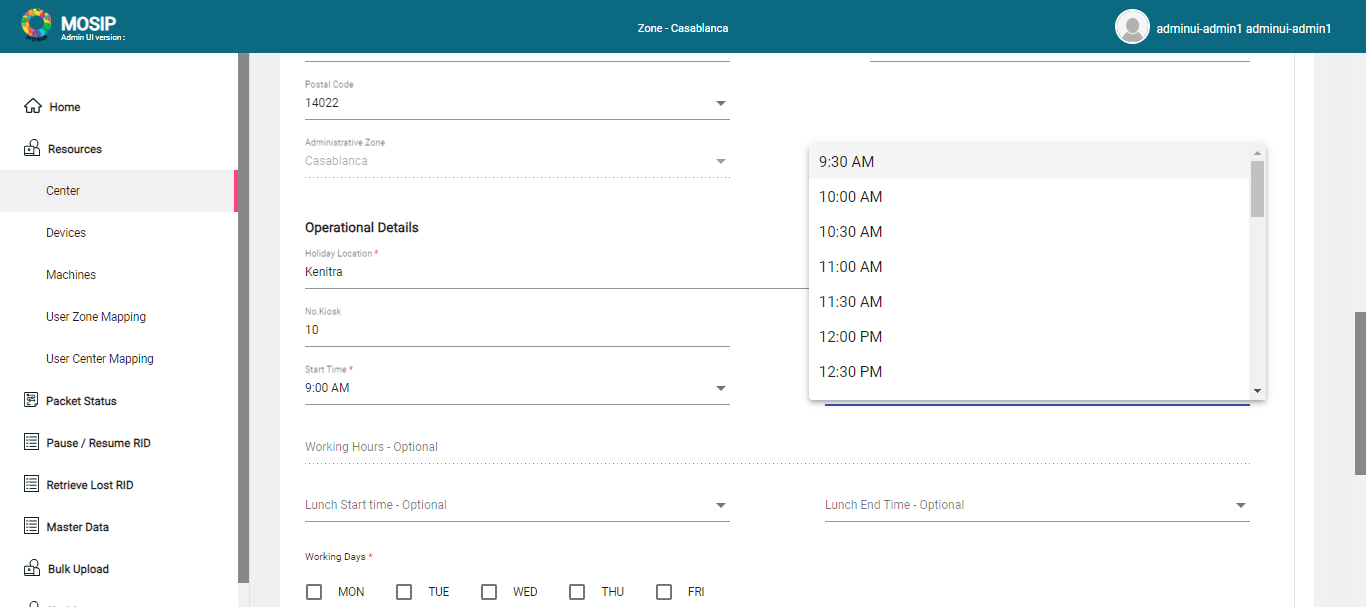 MOSIP
Admin UI version :
Zone - Casablanca
adminui-admin1 adminui-admin1
Home
Resources
Center
Devices
Machines
User Zone Mapping
User Center Mapping
Packet Status
Pause / Resume RID
Retrieve Lost RID
Master Data
Bulk Upload
Postal Code
14022
Administrative Zone
Casablanca
Operational Details
Holiday Location *
Kenitra
No.Kiosk
10
Start Time *
9:00 AM
9:30 AM
10:00 AM
10:30 AM
11:00 AM
11:30 AM
12:00 PM
12:30 PM
Working Hours - Optional
Lunch Start time - Optional
Lunch End Time - Optional
Working Days *
MON TUE WED THU FRI